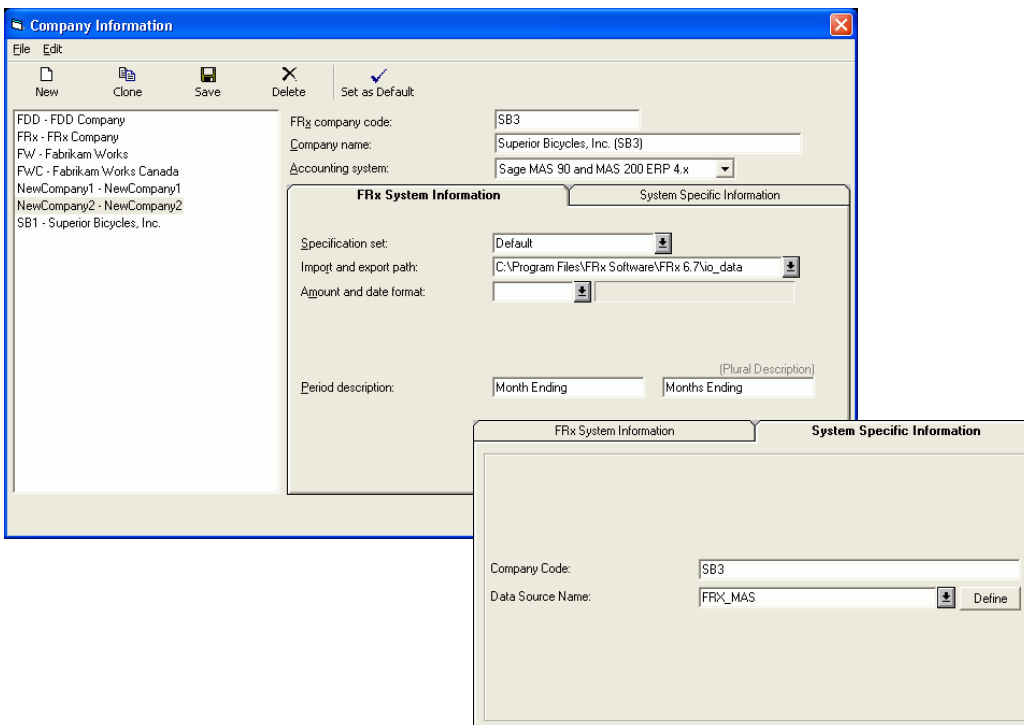 Company Information
File Edit
New Clone Save Delete Set as Default
FDD - FDD Company
FRx - FRx Company
FW - Fabrikam Works
FWC - Fabrikam Works Canada
NewCompany1 - NewCompany1
NewCompany2 - NewCompany2
SB1 - Superior Bicycles, Inc.
FRx company code: SB3
Company name: Superior Bicycles, Inc. (SB3)
Accounting system: Sage MAS 90 and MAS 200 ERP 4.x
FRx System Information System Specific Information
Specification set: Default
Import and export path: C:\Program Files\FRx Software\FRx 6.7\io_data
Amount and date format:
(Plural Description)
Period description: Month Ending Months Ending
FRx System Information System Specific Information
Company Code: SB3
Data Source Name: FRX_MAS Define